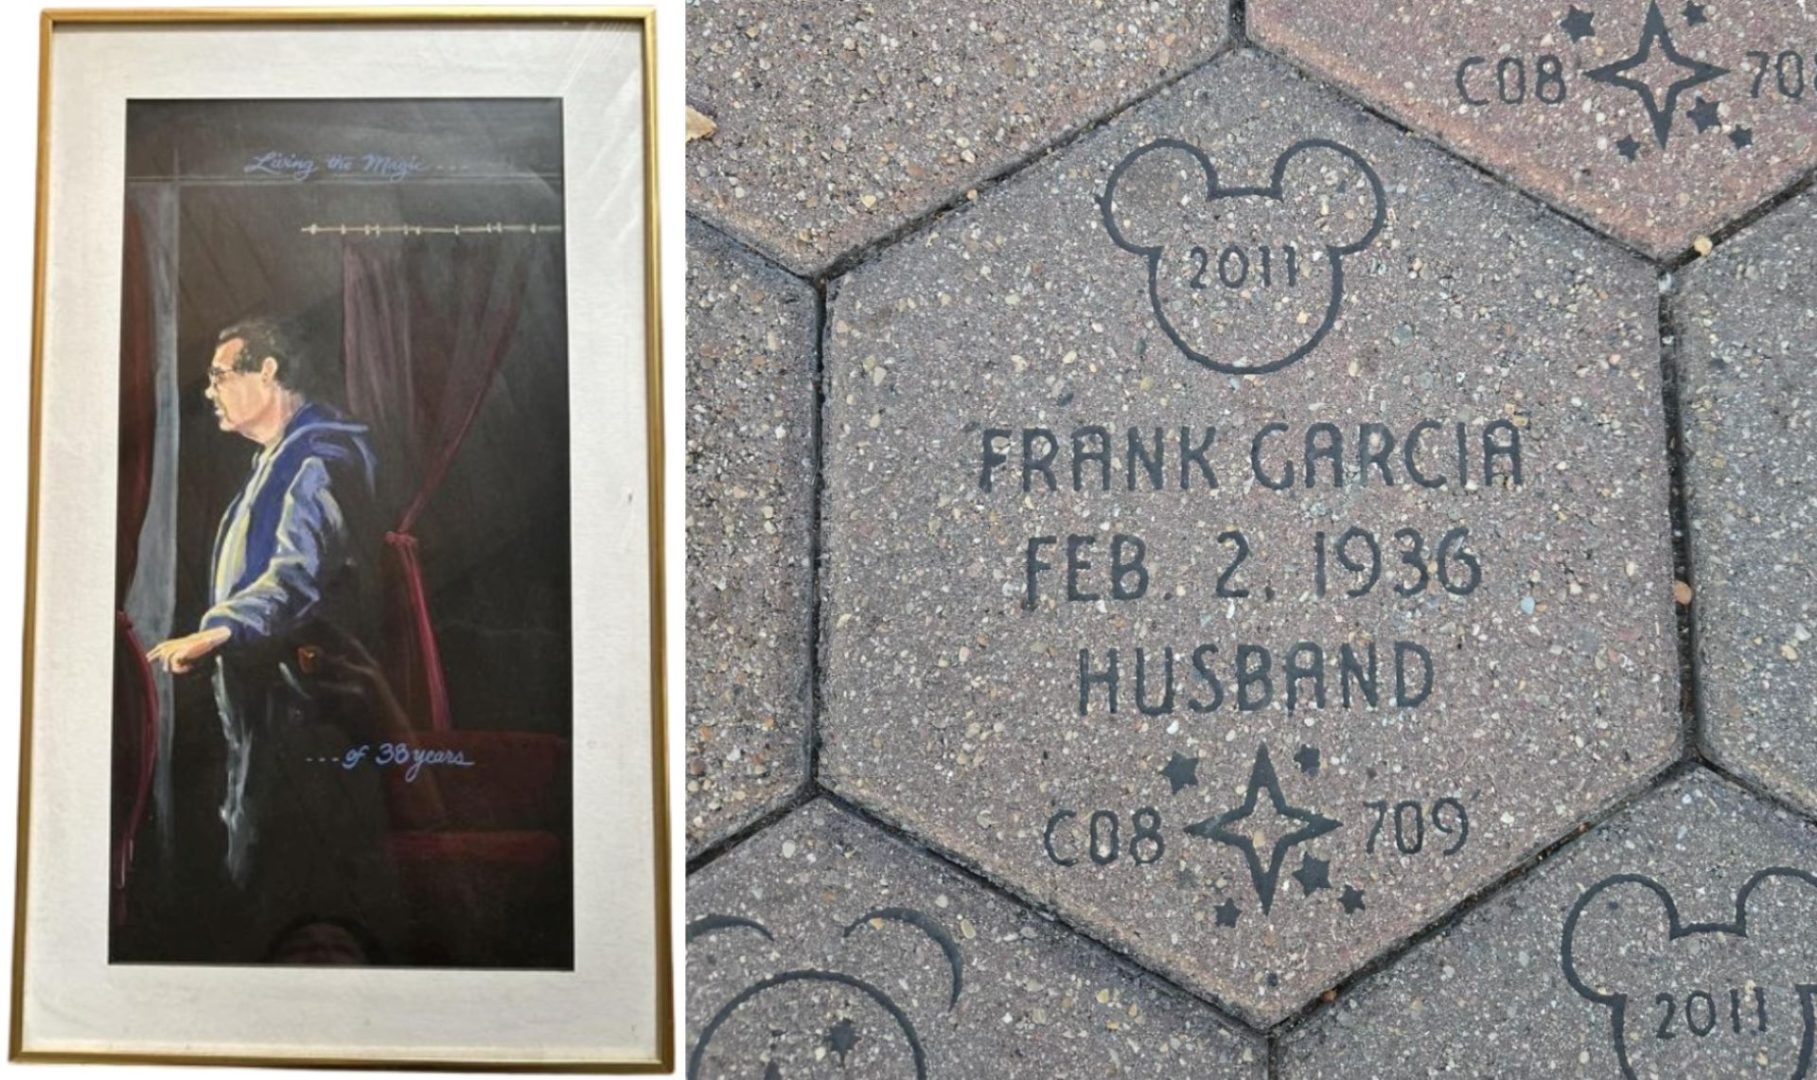 Living the Magic ....
... of 38 years
C08 70
2011
FRANK GARCIA
FEB. 2, 1936
HUSBAND
C08 709
2011